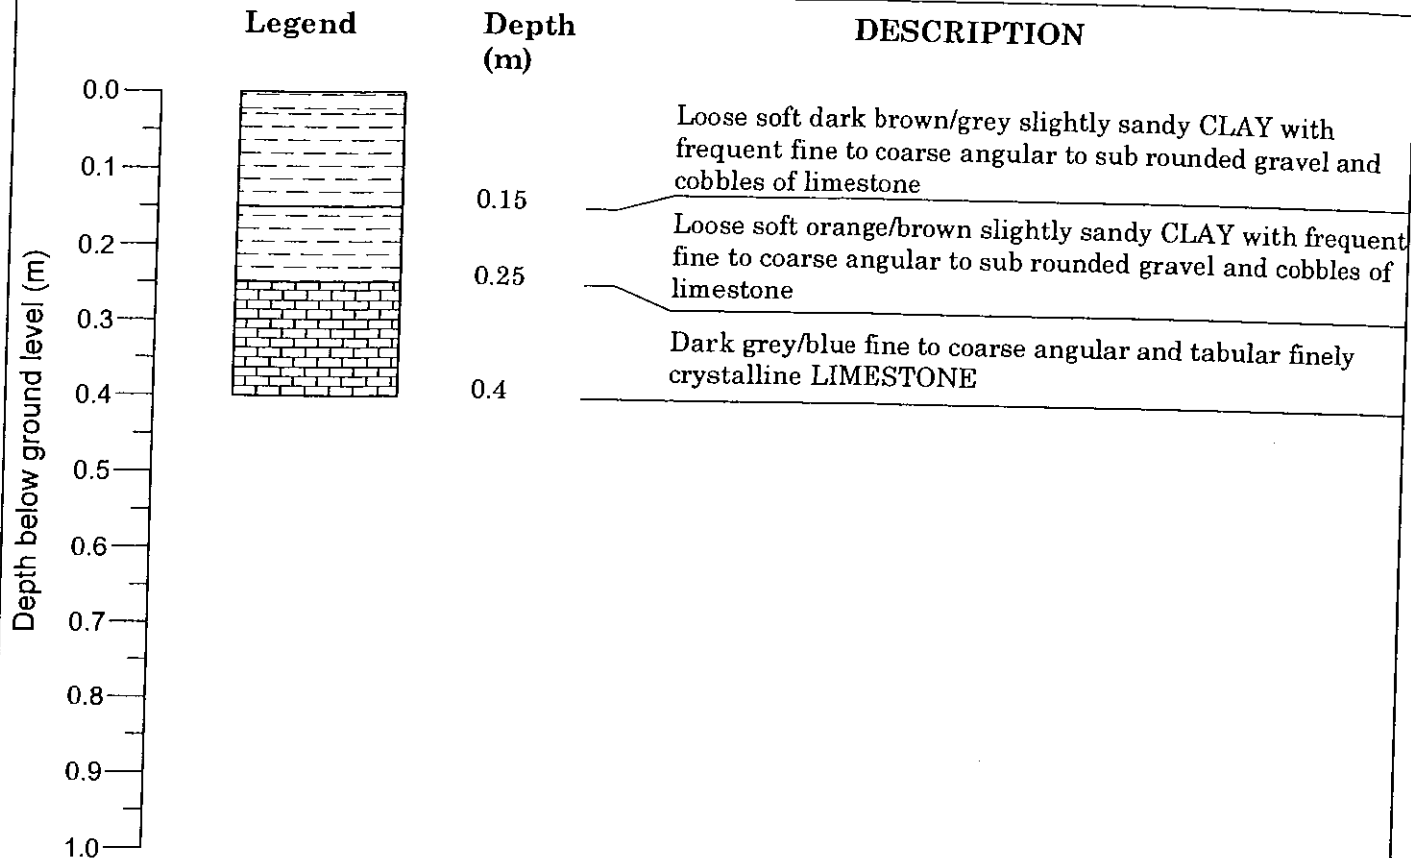 Legend
Depth
(m)
DESCRIPTION
Depth below ground level (m)
0.0
0.1
0.2
0.3
0.4
0.5
0.6
0.7
0.8
0.9
1.0
0.15
Loose soft dark brown/grey slightly sandy CLAY with
frequent fine to coarse angular to sub rounded gravel and
cobbles of limestone
0.25
Loose soft orange/brown slightly sandy CLAY with frequent
fine to coarse angular to sub rounded gravel and cobbles of
limestone
0.4
Dark grey/blue fine to coarse angular and tabular finely
crystalline LIMESTONE